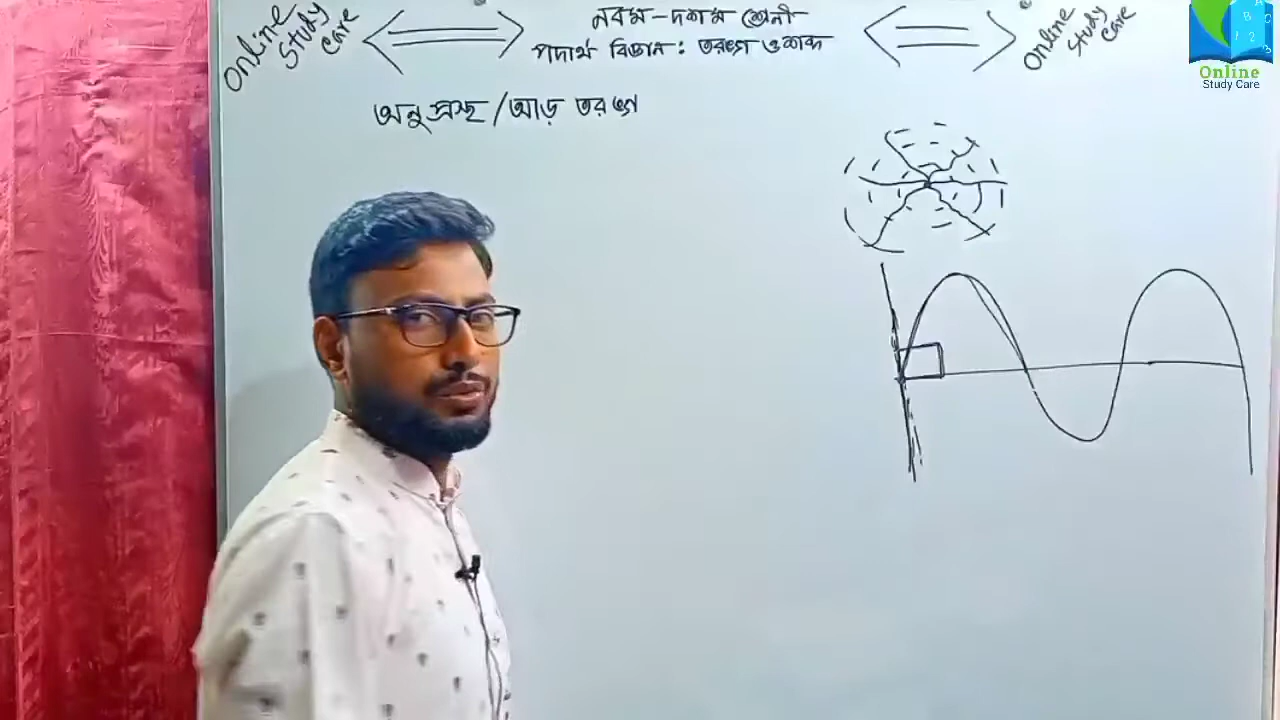 Online Study Care
নবম-দশম শ্রেনী
পদার্থ বিজ্ঞান : তরঙ্গ ও শব্দ
Online Study Care
Online
Study Care
অনুপ্রস্থ/আড় তরঙ্গ